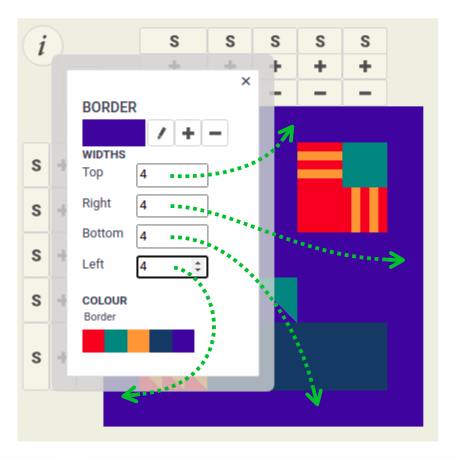 i
S S S S S
+ + + + +
− −
×
BORDER
+ −
WIDTHS
Top 4
Right 4
Bottom 4
Left 4
COLOUR
Border
S +
S +
S +
S +
S +